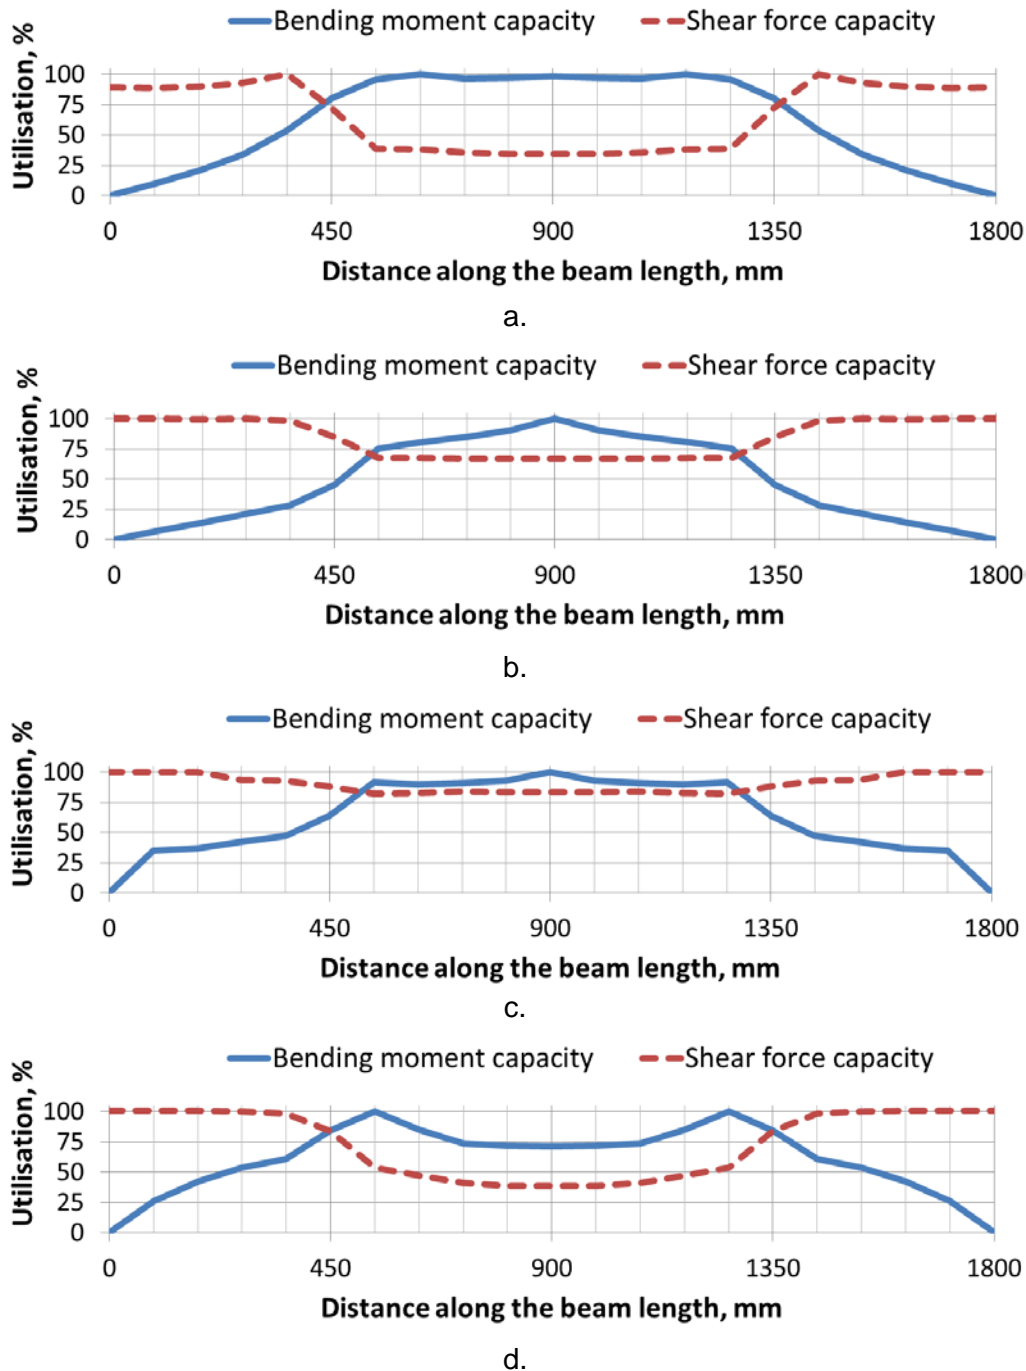 Bending moment capacity Shear force capacity
Utilisation, %
100
75
50
25
0
0 450 900 1350 1800
Distance along the beam length, mm
a.
Bending moment capacity Shear force capacity
Utilisation, %
100
75
50
25
0
0 450 900 1350 1800
Distance along the beam length, mm
b.
Bending moment capacity Shear force capacity
Utilisation, %
100
75
50
25
0
0 450 900 1350 1800
Distance along the beam length, mm
c.
Bending moment capacity Shear force capacity
Utilisation, %
100
75
50
25
0
0 450 900 1350 1800
Distance along the beam length, mm
d.